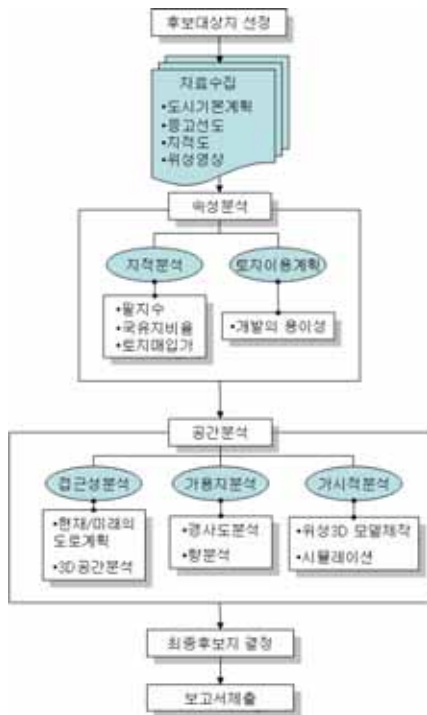 후보대상지 선정
자료수집
•도시기본계획
•등고선도
•지적도
•위성영상
속성분석
지적분석
토지이용계획
•필지수
•국유지비율
•토지매입가
•개발의 용이성
공간분석
접근성분석
가용지분석
가시적분석
•현재/미래의
도로계획
•3D공간분석
•경사도분석
•향분석
•위성3D 모델제작
•시뮬레이션
최종후보지 결정
보고서제출